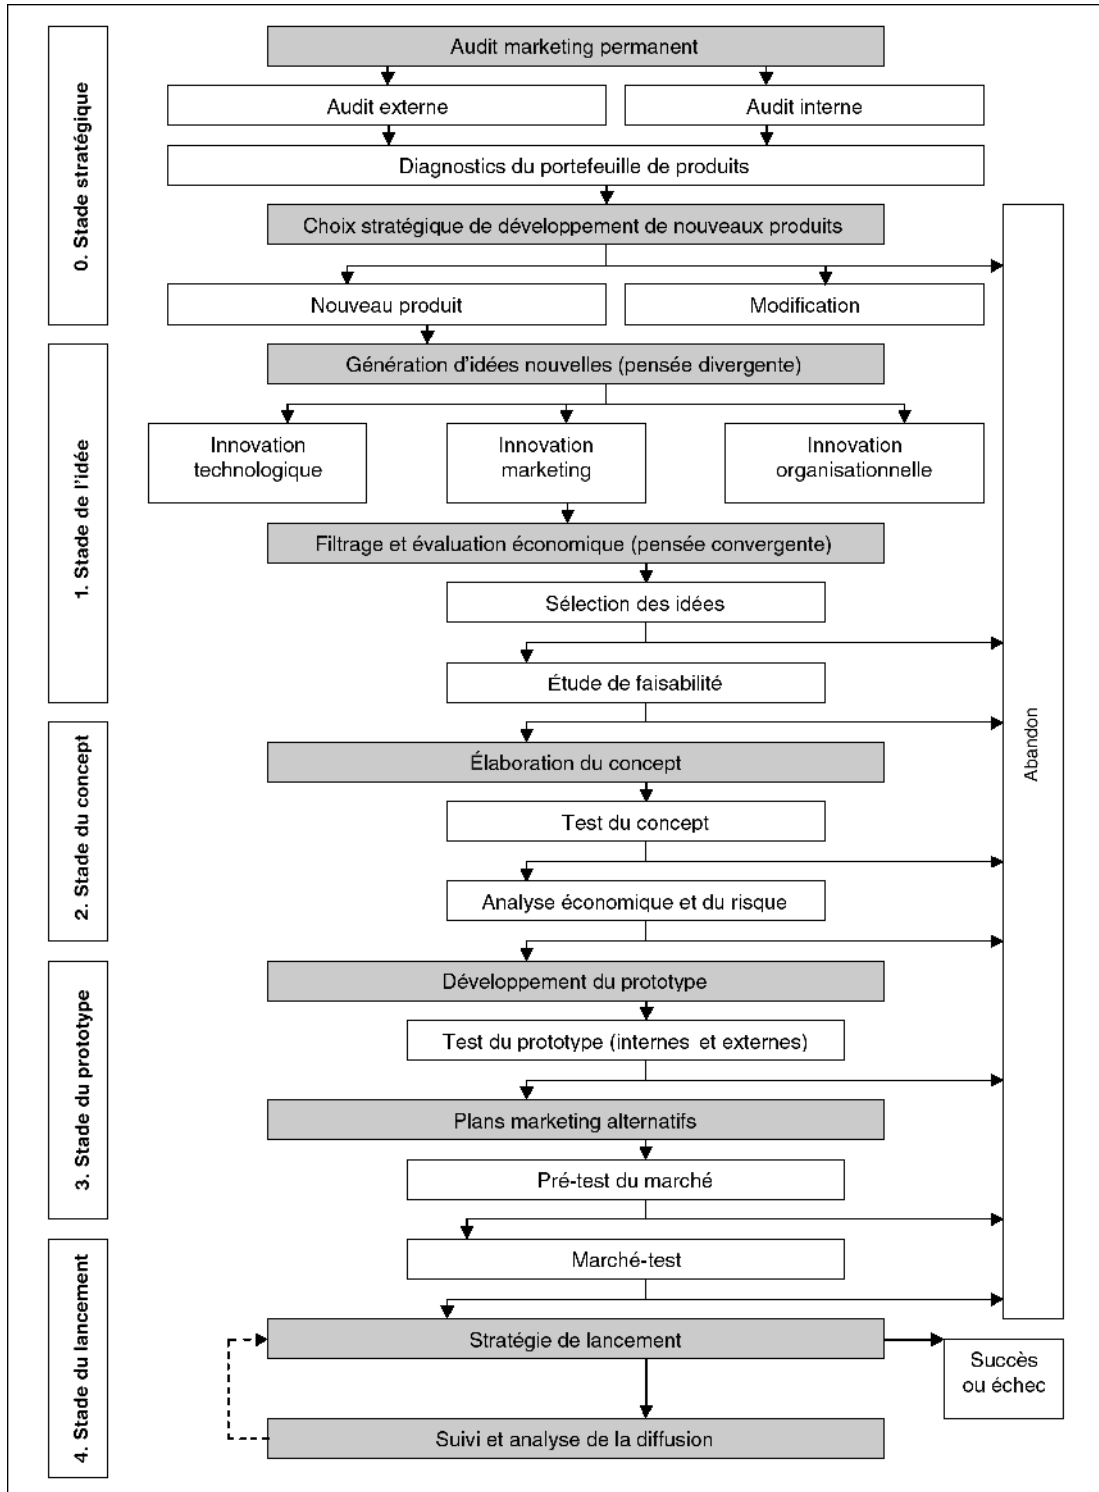 0. Stade stratégique
Audit marketing permanent
Audit externe
Audit interne
Diagnostics du portefeuille de produits
Choix stratégique de développement de nouveaux produits
Nouveau produit
Modification
1. Stade de l'idée
Génération d'idées nouvelles (pensée divergente)
Innovation
technologique
Innovation
marketing
Innovation
organisationnelle
Filtrage et évaluation économique (pensée convergente)
Sélection des idées
Étude de faisabilité
2. Stade du concept
Élaboration du concept
Test du concept
Analyse économique et du risque
3. Stade du prototype
Développement du prototype
Test du prototype (internes et externes)
Plans marketing alternatifs
Pré-test du marché
4. Stade du lancement
Marché-test
Stratégie de lancement
Suivi et analyse de la diffusion
Abandon
Succès
ou échec